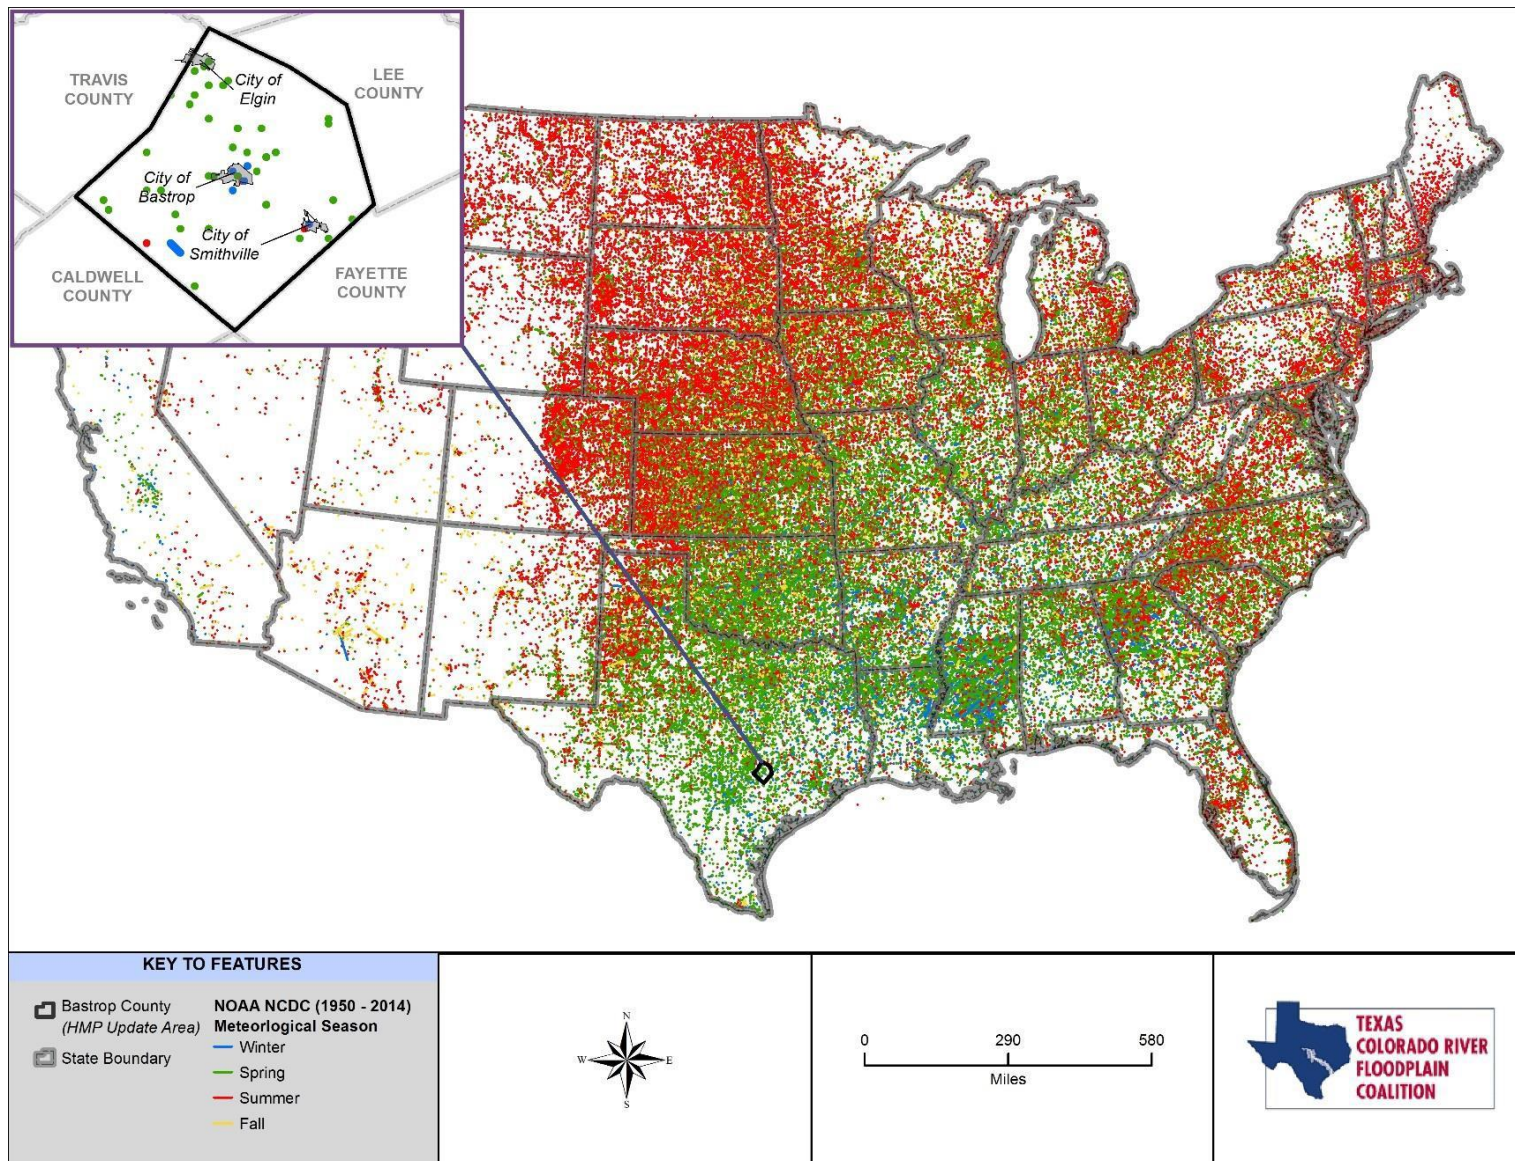 TRAVIS
COUNTY
LEE
COUNTY
City of
Elgin
City of
Bastrop
City of
Smithville
CALDWELL
COUNTY
FAYETTE
COUNTY
KEY TO FEATURES
Bastrop County
(HMP Update Area)
State Boundary
NOAA NCDC (1950 - 2014)
Meteorlogical Season
Winter
Spring
Summer
Fall
N
W
E
S
0 290 580
Miles
TEXAS
COLORADO RIVER
FLOODPLAIN
COALITION